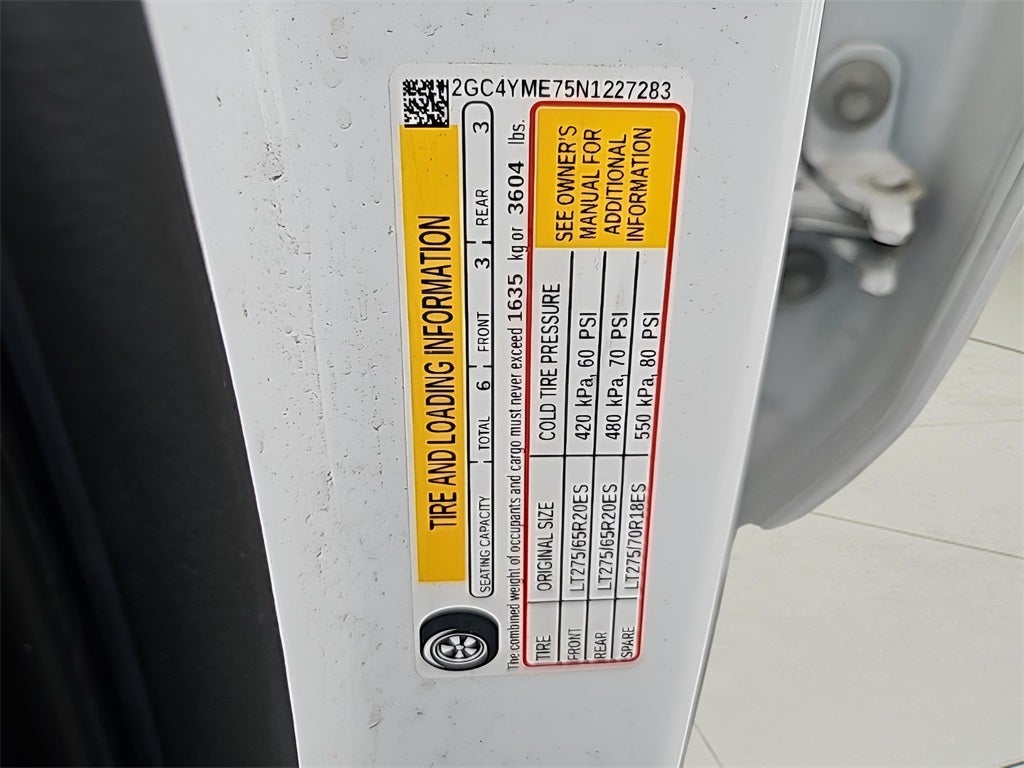 2GC4YME75N1227283
TIRE AND LOADING INFORMATION
SEATING CAPACITY TOTAL 6 FRONT 3 REAR 3
The combined weight of occupants and cargo must never exceed 1635 kg or 3604 lbs.
TIRE ORIGINAL SIZE COLD TIRE PRESSURE
FRONT LT275/65R20ES 420 kPa, 60 PSI
REAR LT275/65R20ES 480 kPa, 70 PSI
SPARE LT275/70R18ES 550 kPa, 80 PSI
SEE OWNER'S
MANUAL FOR
ADDITIONAL
INFORMATION